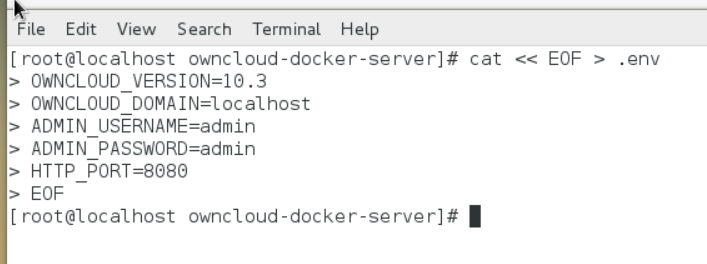 File Edit View Search Terminal Help
[root@localhost owncloud-docker-server]# cat << EOF > .env
> OWNCLOUD_VERSION=10.3
> OWNCLOUD_DOMAIN=localhost
> ADMIN_USERNAME=admin
> ADMIN_PASSWORD=admin
> HTTP_PORT=8080
> EOF
[root@localhost owncloud-docker-server]#